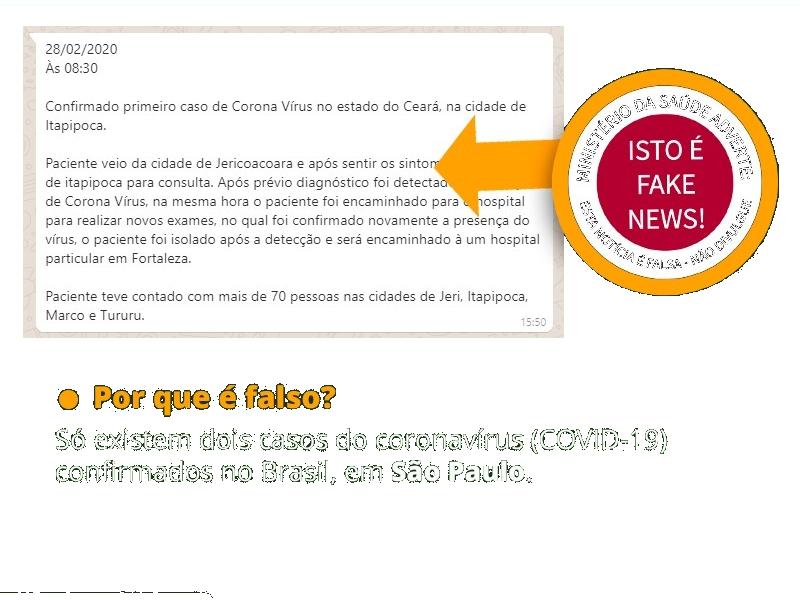 28/02/2020
Às 08:30
Confirmado primeiro caso de Corona Vírus no estado do Ceará, na cidade de
Itapipoca.
Paciente veio da cidade de Jericoacoara e após sentir os
de itapipoca para consulta. Após prévio diagnóstico foi
de Corona Vírus, na mesma hora o paciente foi encaminhado para hospital
para realizar novos exames, no qual foi confirmado novamente a presença do
vírus, o paciente foi isolado após a detecção e será encaminhado à um hospital
particular em Fortaleza.
Paciente teve contado com mais de 70 pessoas nas cidades de Jeri, Itapipoca,
Marco e Tururu.
15:50
MINISTÉRIO DA SAÚDE ADVERTE:
ISTO É
FAKE
NEWS!
ESTA NOTÍCIA É FALSA - NÃO DIVULGUE
Por que é falso?
Só existem dois casos do coronavírus (COVID-19)
confirmados no Brasil, em São Paulo.